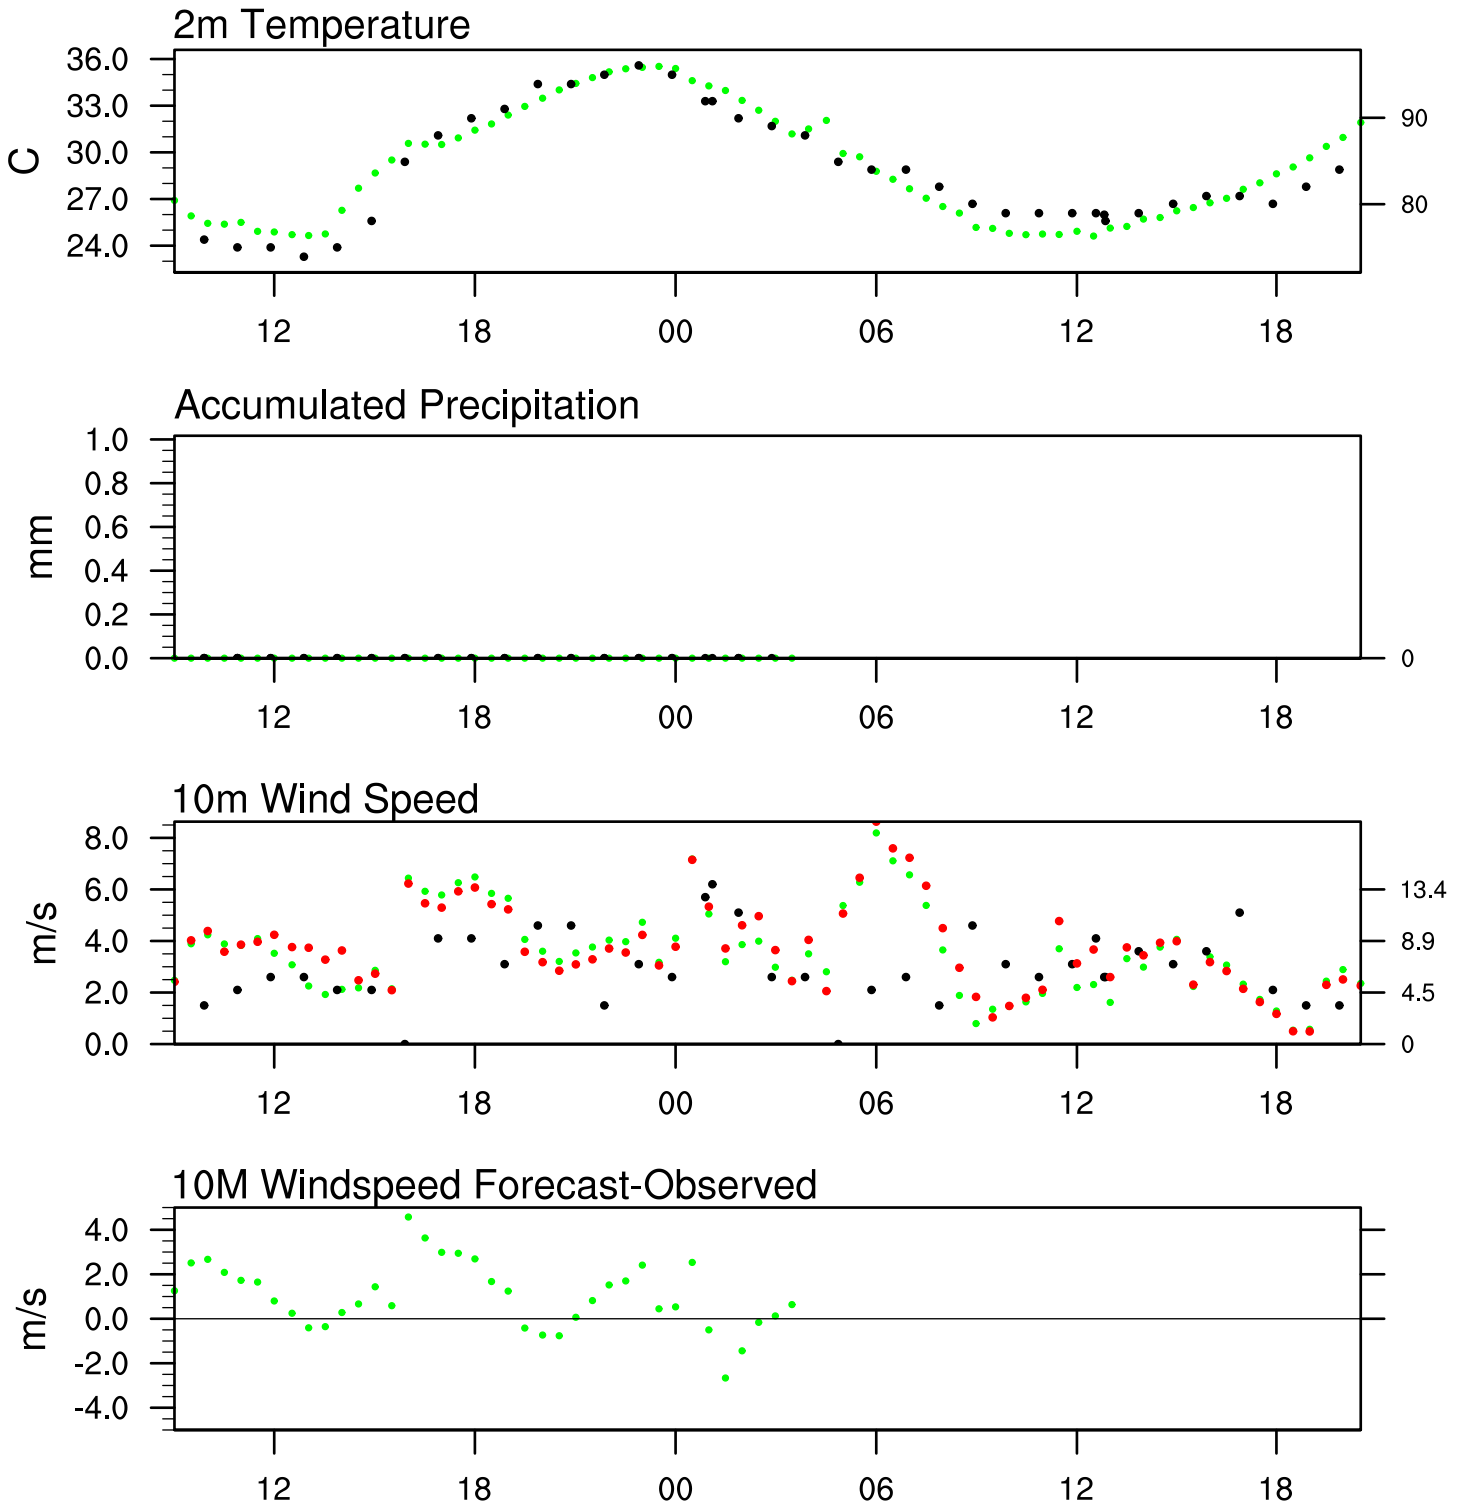 2m Temperature
36.0
33.0
30.0
27.0
24.0
C
90
80
12 18 00 06 12 18
Accumulated Precipitation
1.0
0.8
0.6
0.4
0.2
0.0
mm
0
12 18 00 06 12 18
10m Wind Speed
8.0
6.0
4.0
2.0
0.0
m/s
13.4
8.9
4.5
0
12 18 00 06 12 18
10M Windspeed Forecast-Observed
4.0
2.0
0.0
-2.0
-4.0
m/s
12 18 00 06 12 18